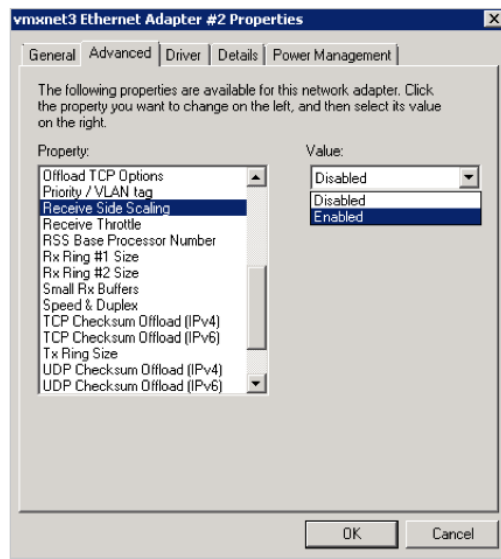 vmxnet3 Ethernet Adapter #2 Properties
General
Advanced
Driver
Details
Power Management
The following properties are available for this network adapter. Click
the property you want to change on the left, and then select its value
on the right.
Property:
Value:
Offload TCP Options
Priority / VLAN tag
Receive Side Scaling
Receive Throttle
RSS Base Processor Number
Rx Ring #1 Size
Rx Ring #2 Size
Small Rx Buffers
Speed & Duplex
TCP Checksum Offload (IPv4)
TCP Checksum Offload (IPv6)
Tx Ring Size
UDP Checksum Offload (IPv4)
UDP Checksum Offload (IPv6)
Disabled
Disabled
Enabled
OK
Cancel